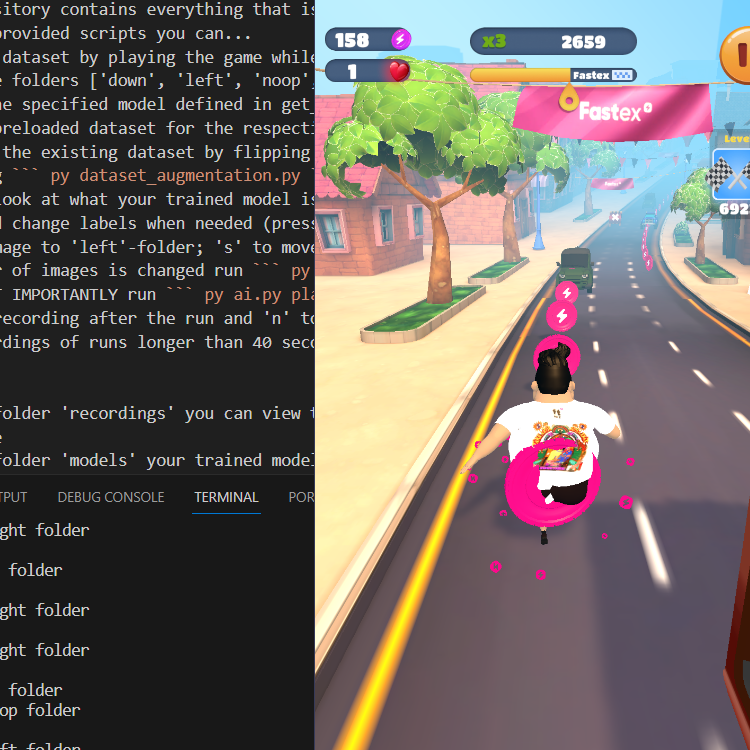 sitory contains everything that is
provided scripts you can...
dataset by playing the game while
folders ['down', 'left', 'noop'
he specified model defined in get_
preloaded dataset for the respecti
the existing dataset by flipping
g ``` py dataset_augmentation.py
look at what your trained model is
d change labels when needed (press
mage to 'left'-folder; 's' to move
r of images is changed run ``` py
T IMPORTANTLY run ``` py ai.py pla
recording after the run and 'n' to
rdings of runs longer than 40 seco
folder 'recordings' you can view t
e
folder 'models' your trained model
TPUT DEBUG CONSOLE TERMINAL POR
ght folder
folder
ght folder
ght folder
folder
op folder
ft folder
158
x3 2659
1
Fastex
Fastex
Leve
692